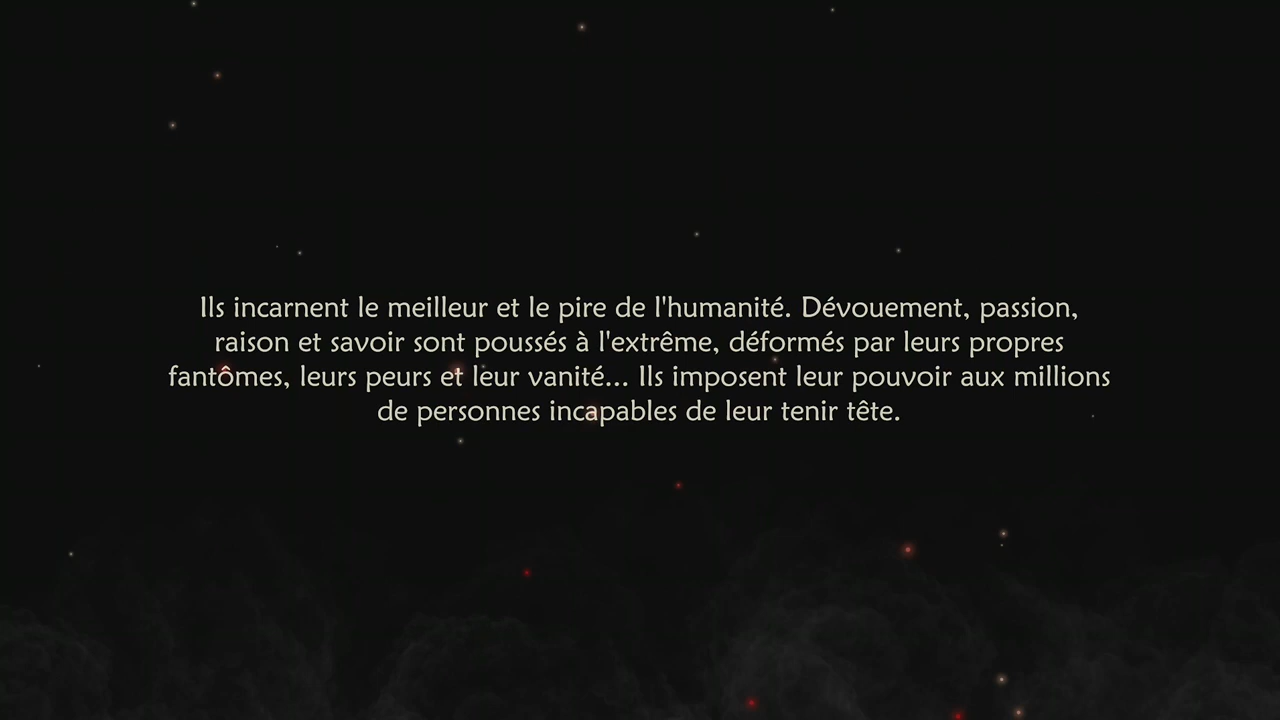 Ils incarnent le meilleur et le pire de l'humanité. Dévouement, passion,
raison et savoir sont poussés à l'extrême, déformés par leurs propres
fantômes, leurs peurs et leur vanité... Ils imposent leur pouvoir aux millions
de personnes incapables de leur tenir tête.